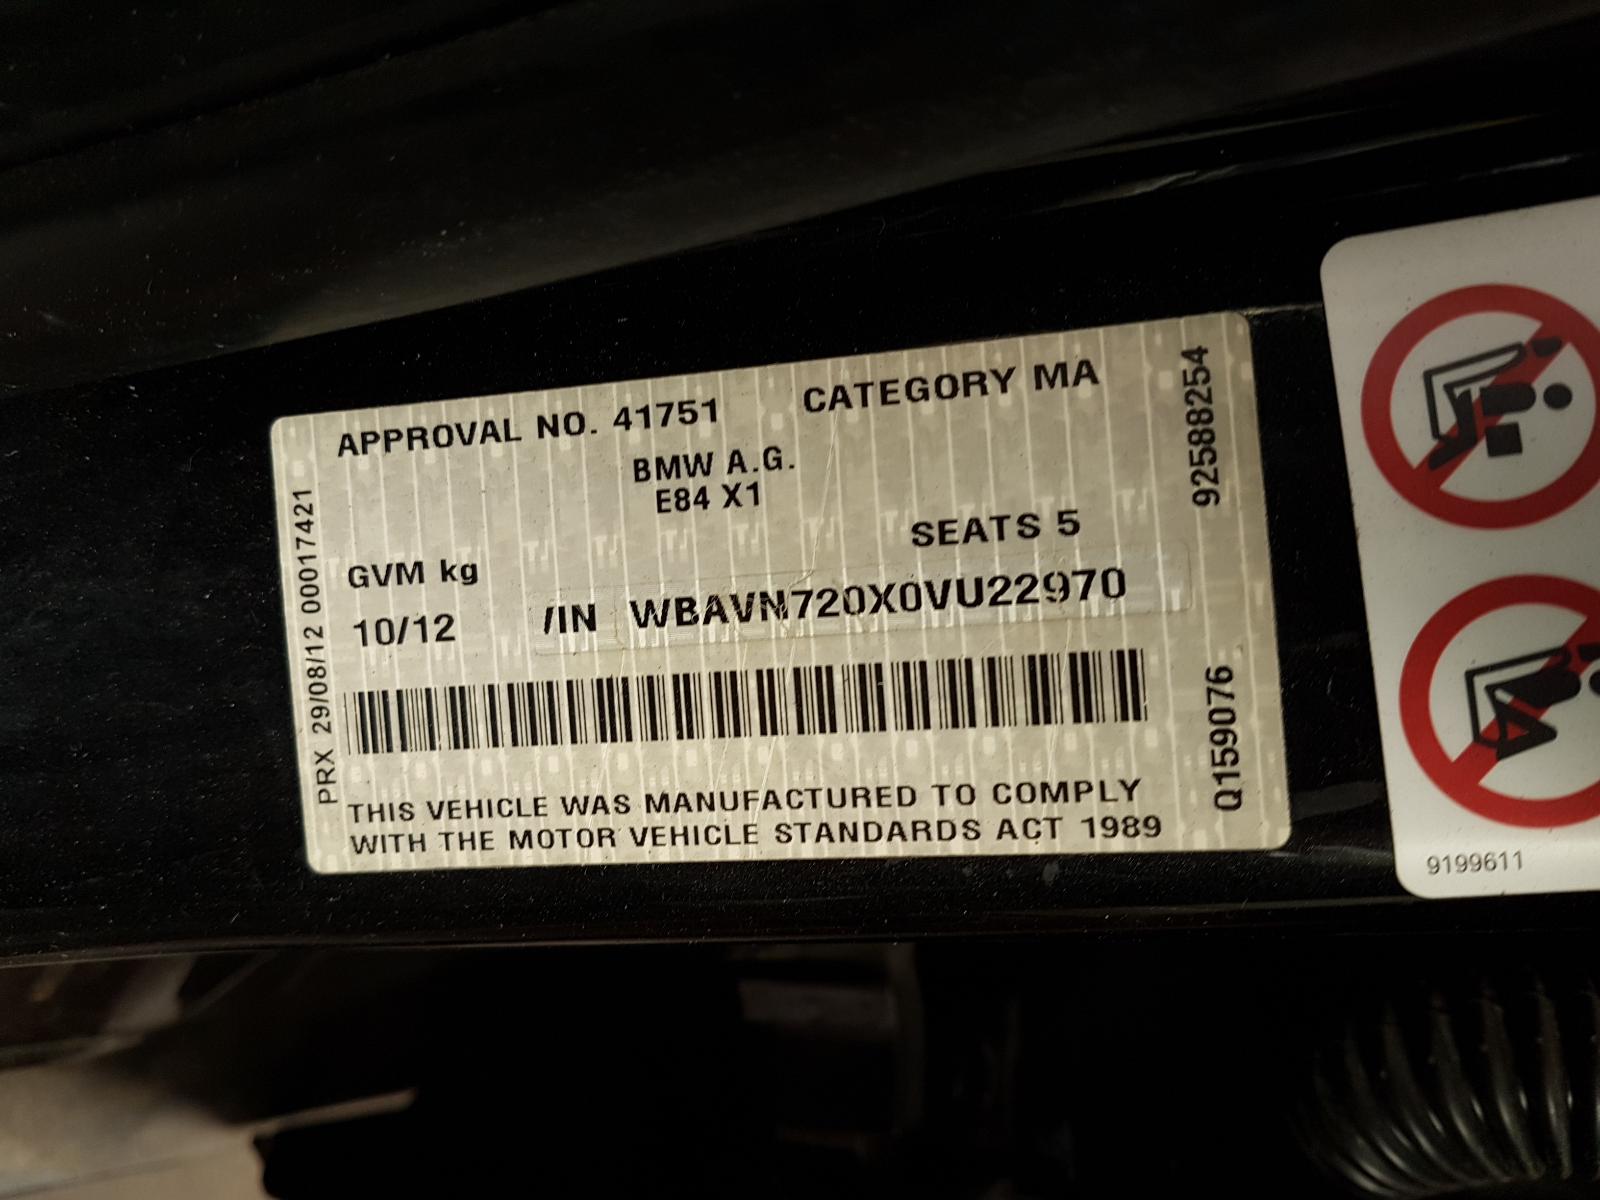 APPROVAL NO. 41751 CATEGORY MA
BMW A.G.
E84 X1
SEATS 5
GVM kg
10/12 /IN WBAVN720X0VU22970
THIS VEHICLE WAS MANUFACTURED TO COMPLY
WITH THE MOTOR VEHICLE STANDARDS ACT 1989
PRX 29/08/12 00017421
92588254
Q159076
9199611